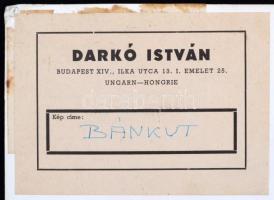 DARKÓ ISTVÁN
BUDAPEST XIV., ILKA UTCA 13. I. EMELET 25.
UNGARN—HONGRIE
Kép címe:
BÁNKUT